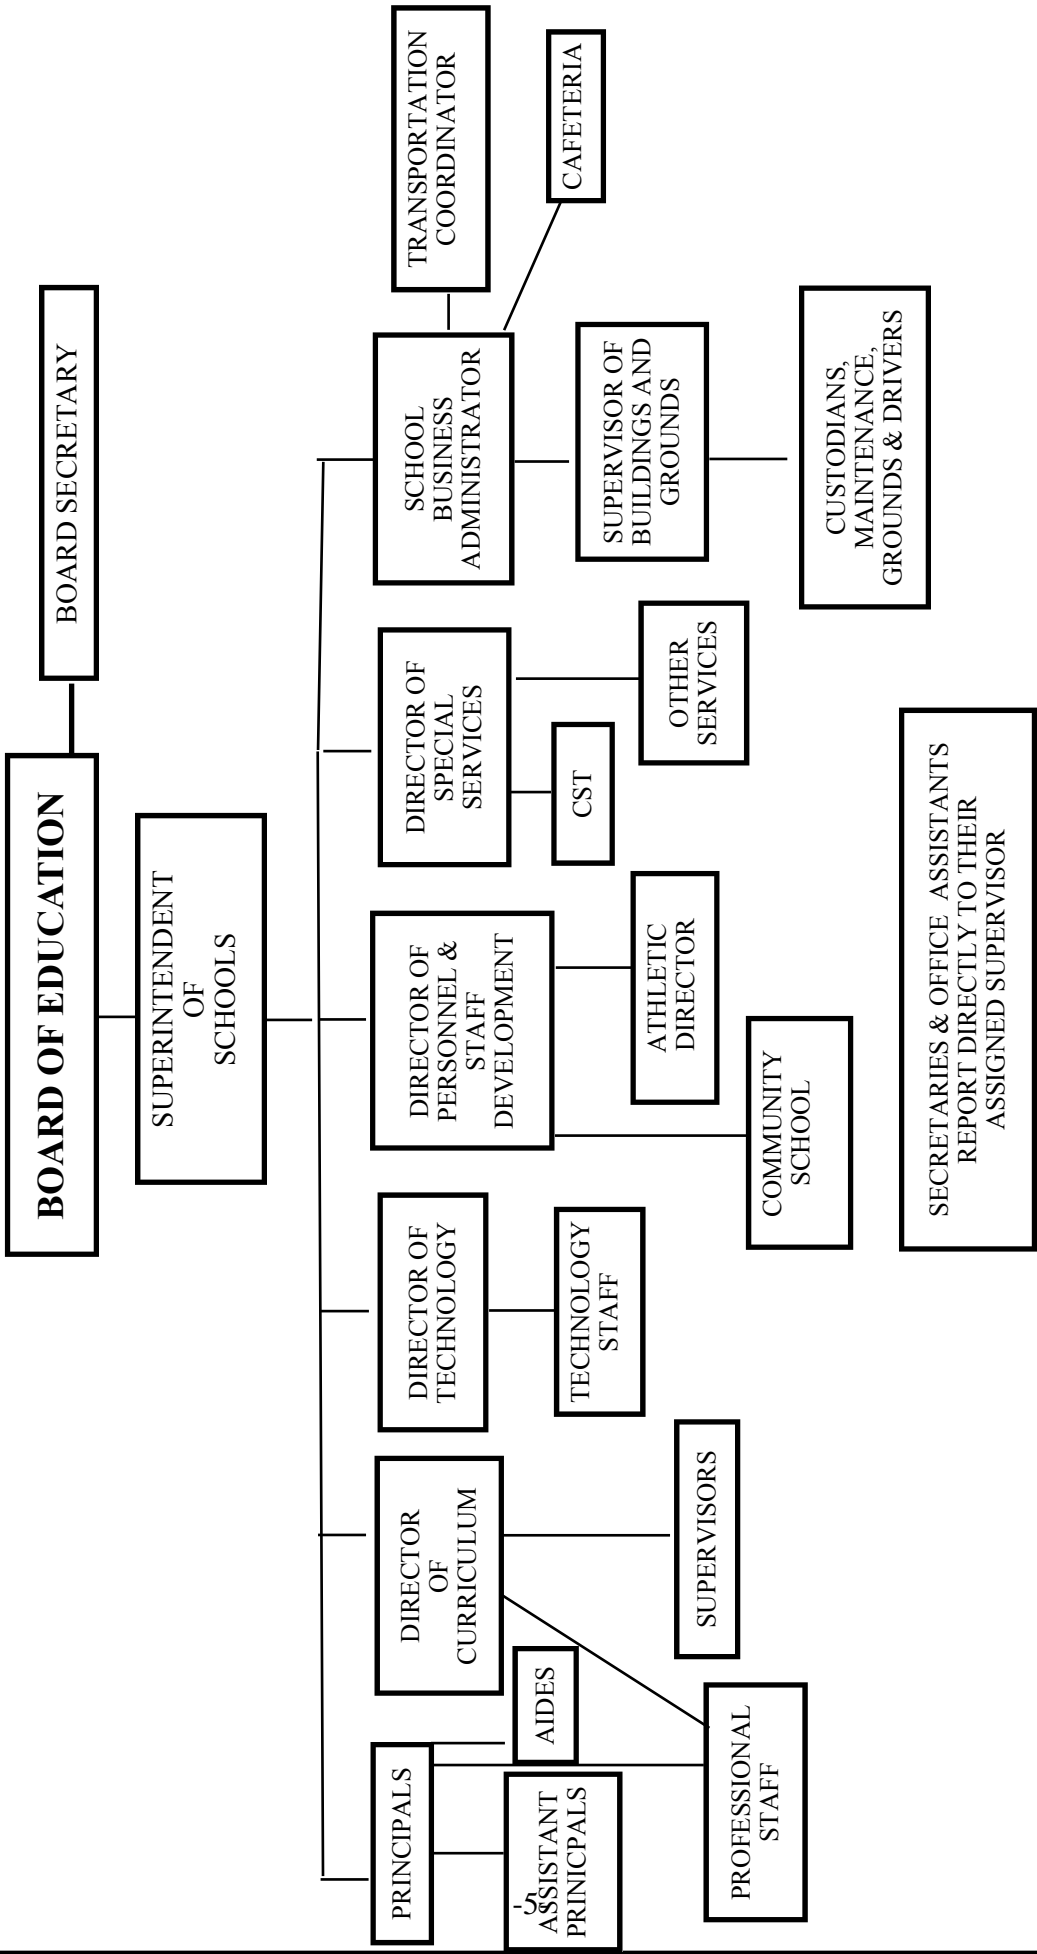 BOARD OF EDUCATION
BOARD SECRETARY
SUPERINTENDENT
OF
SCHOOLS
PRINCIPALS
DIRECTOR
OF
CURRICULUM
DIRECTOR OF
TECHNOLOGY
DIRECTOR OF
PERSONNEL &
STAFF
DEVELOPMENT
DIRECTOR OF
SPECIAL
SERVICES
SCHOOL
BUSINESS
ADMINISTRATOR
TRANSPORTATION
COORDINATOR
CAFETERIA
ASSISTANT
PRINICPALS
AIDES
PROFESSIONAL
STAFF
SUPERVISORS
TECHNOLOGY
STAFF
COMMUNITY
SCHOOL
ATHLETIC
DIRECTOR
CST
OTHER
SERVICES
SUPERVISOR OF
BUILDINGS AND
GROUNDS
CUSTODIANS,
MAINTENANCE,
GROUNDS & DRIVERS
SECRETARIES & OFFICE ASSISTANTS
REPORT DIRECTLY TO THEIR
ASSIGNED SUPERVISOR